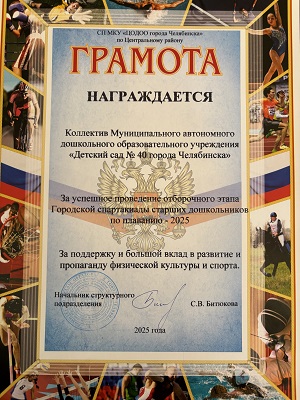 СП МКУ «ЦОДОО города Челябинска»
по Центральному району
ГРАМОТА
НАГРАЖДАЕТСЯ
Коллектив Муниципального автономного
дошкольного образовательного учреждения
«Детский сад № 40 города Челябинска»
За успешное проведение отборочного этапа
Городской спартакиады старших дошкольников
по плаванию - 2025
За поддержку и большой вклад в развитие и
пропаганду физической культуры и спорта.
Начальник структурного
подразделения С.В. Битюкова
2025 года